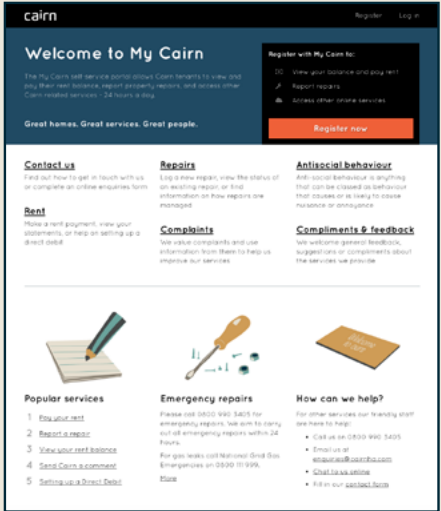 cairn
Register Log in
Welcome to My Cairn
The My Cairn self service portal allows Cairn tenants to view and
pay their rent balance, report property repairs, and access other
Cairn related services - 24 hours a day.
Great homes. Great services. Great people.
Register with My Cairn to:
View your balance and pay rent
Report repairs
Access other online services
Register now
Contact us
Find out how to get in touch with us
or complete an online enquiries form
Rent
Make a rent payment, view your
statements, or help on setting up a
direct debit
Repairs
Log a new repair, view the status of
an existing repair, or find
information on how repairs are
managed
Complaints
We value complaints and use
information from them to help us
improve our services
Antisocial behaviour
Anti-social behaviour is anything
that can be classed as behaviour
that causes or is likely to cause
nuisance or annoyance
Compliments & feedback
We welcome general feedback,
suggestions or compliments about
the services we provide
Welcome
Popular services
1 Pay your rent
2 Report a repair
3 View your rent balance
4 Send Cairn a comment
5 Setting up a Direct Debit
Emergency repairs
Please call 0800 990 3405 for
emergency repairs. We aim to carry
out all emergency repairs within 24
hours.
For gas leaks call National Grid Gas
Emergencies on 0800 111 999.
More
How can we help?
For other services our friendly staff
are here to help:
Call us on 0800 990 3405
Email us at
enquiries@cairnha.com
Chat to us online
Fill in our contact form